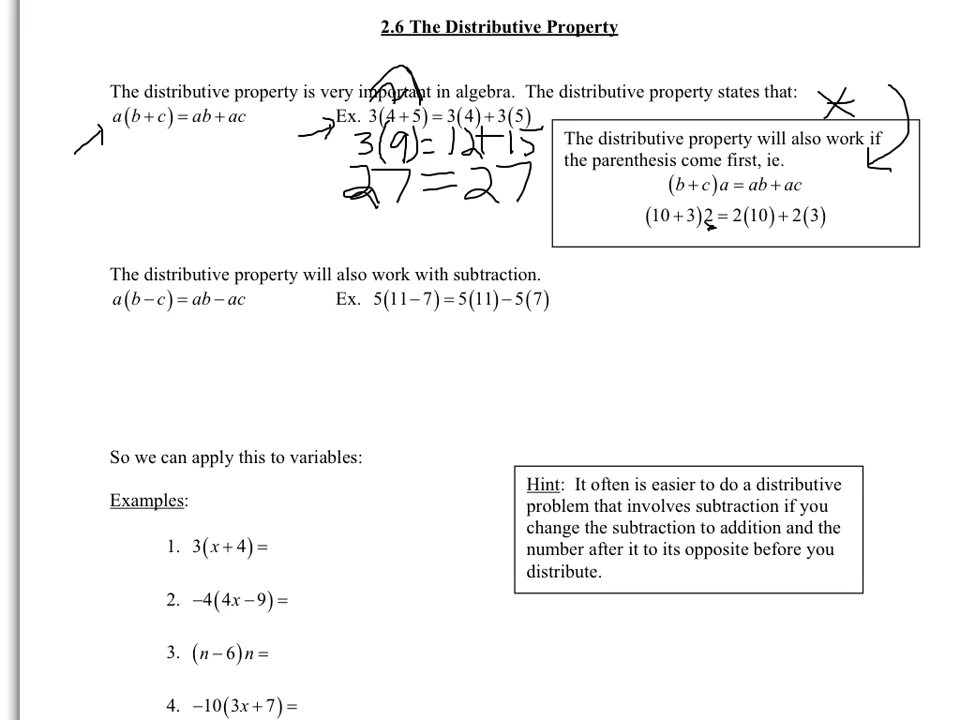 2.6 The Distributive Property
The distributive property is very important in algebra. The distributive property states that:
a(b+c)=ab+ac
Ex. 3(4+5)=3(4)+3(5)
3(9)=12+15
27=27
The distributive property will also work if
the parenthesis come first, ie.
(b+c)a=ab+ac
(10+3)2=2(10)+2(3)
The distributive property will also work with subtraction.
a(b−c)=ab−ac
Ex. 5(11−7)=5(11)−5(7)
So we can apply this to variables:
Examples:
1. 3(x+4)=
2. −4(4x−9)=
3. (n−6)n=
4. −10(3x+7)=
Hint: It often is easier to do a distributive
problem that involves subtraction if you
change the subtraction to addition and the
number after it to its opposite before you
distribute.